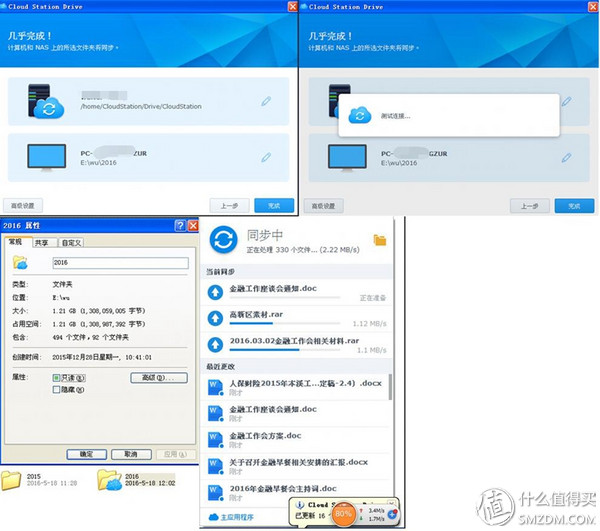 Cloud Station Drive
几乎完成！
计算机和 NAS 上的所选文件夹有同步。
/home/CloudStation/Drive/CloudStation
PC-
ZUR
E:\wu\2016
高级设置
上一步
完成
Cloud Station Drive
几乎完成！
计算机和 NAS 上的所选文件夹有同步。
测试连接...
PC-
GZUR
E:\wu\2016
高级设置
上一步
完成
2016 属性
常规
共享
自定义
2016
类型：
文件夹
位置：
E:\wu
大小：
1.21 GB (1,308,059,005 字节)
占用空间：
1.21 GB (1,308,987,392 字节)
包含：
494 个文件，92 个文件夹
创建时间：
2015年12月28日星期一, 10:41:01
属性：
只读(R)
高级(D)...
隐藏(H)
确定
取消
应用(A)
2015
2016-5-18 11:28
2016
2016-5-18 12:02
同步中
正在处理 330 个文件... (2.22 MB/s)
当前同步
金融工作座谈会通知.doc
正在准备
高新区素材.rar
1.12 MB/s
2016.03.02金融工作会相关材料.rar
1.1 MB/s
最近更改
人保财险2015年本溪工...定稿-2.4）.docx
刚才
金融工作座谈会通知.doc
刚才
金融工作会方案.doc
刚才
关于召开金融早餐相关安排的汇报.docx
刚才
2016年金融早餐会主持词.doc
刚才
主应用程序
Cloud Station Drive
已更新 16 个
80%
3.4M/s
1.7M/s
值 什么值得买
SMZDM.COM